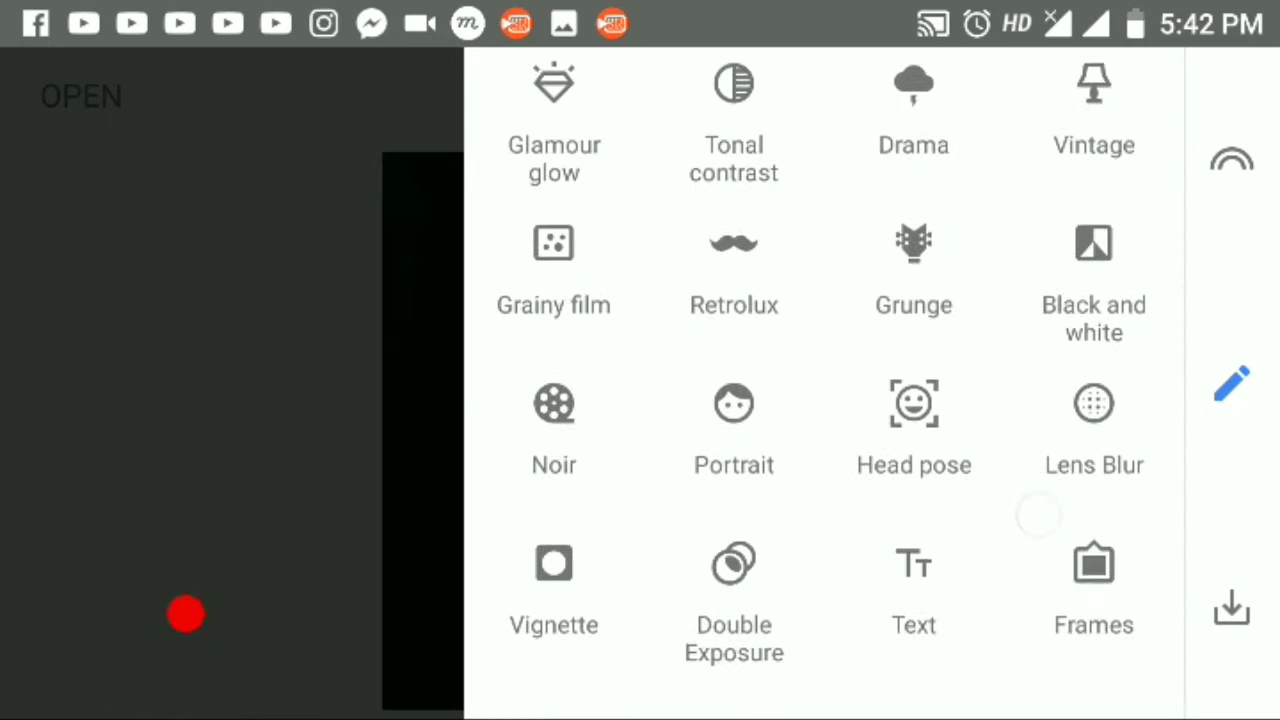 HD 5:42 PM
OPEN
Glamour glow
Tonal contrast
Drama
Vintage
Grainy film
Retrolux
Grunge
Black and white
Noir
Portrait
Head pose
Lens Blur
Vignette
Double Exposure
Text
Frames